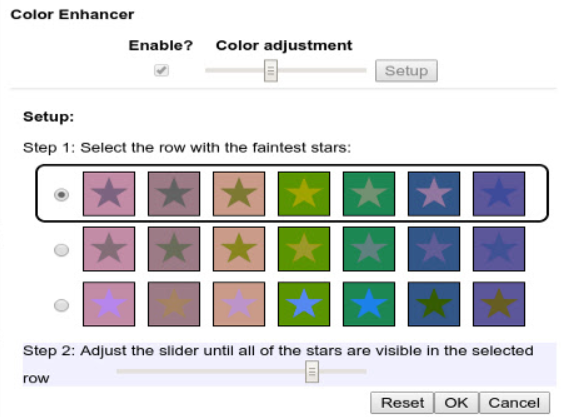 Color Enhancer
Enable? Color adjustment
Setup
Setup:
Step 1: Select the row with the faintest stars:
Step 2: Adjust the slider until all of the stars are visible in the selected
row
Reset OK Cancel